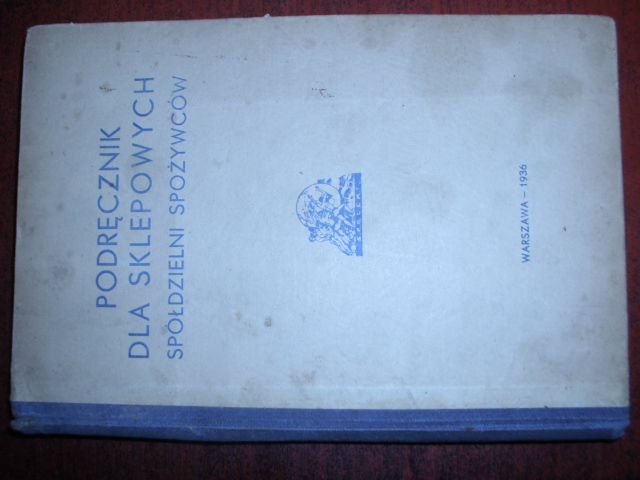 PODRĘCZNIK
DLA SKLEPOWYCH
SPÓŁDZIELNI SPOŻYWCÓW
WARSZAWA – 1936